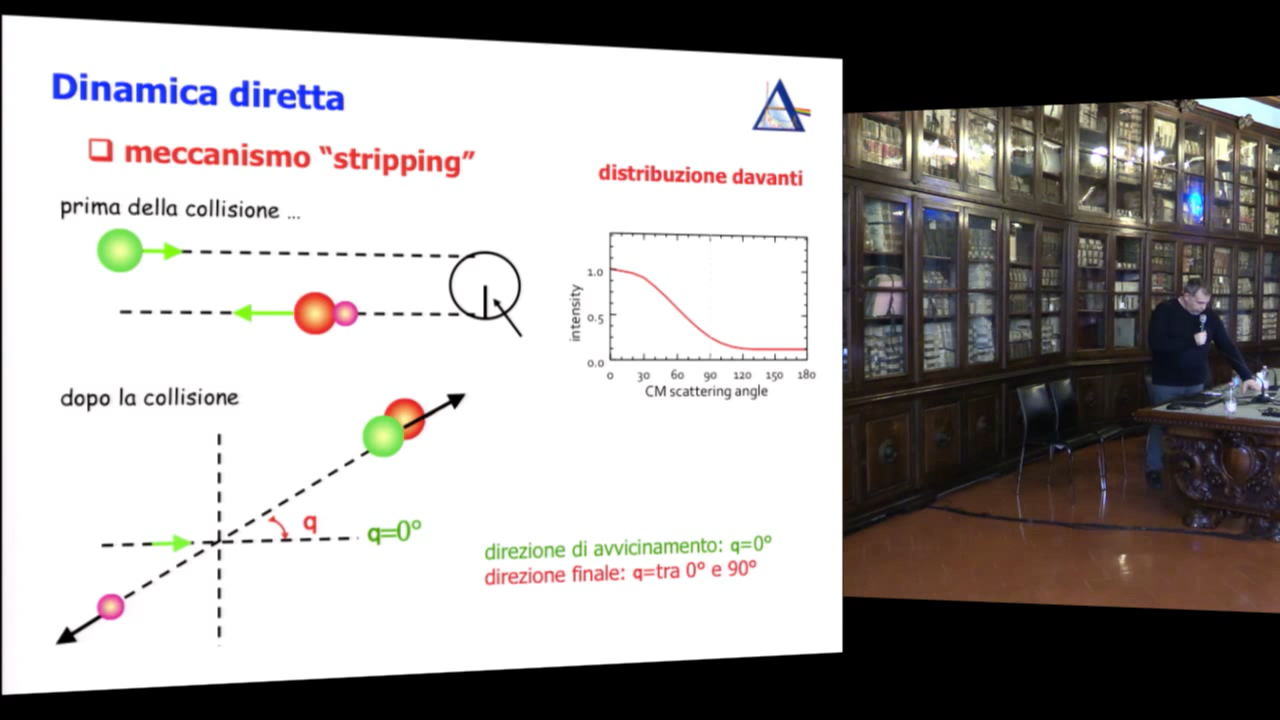 Dinamica diretta
❑ meccanismo “stripping”
distribuzione davanti
prima della collisione ...
intensity
1.0
0.5
0.0
0 30 60 90 120 150 180
CM scattering angle
dopo la collisione
q
q=0°
direzione di avvicinamento: q=0°
direzione finale: q=tra 0° e 90°